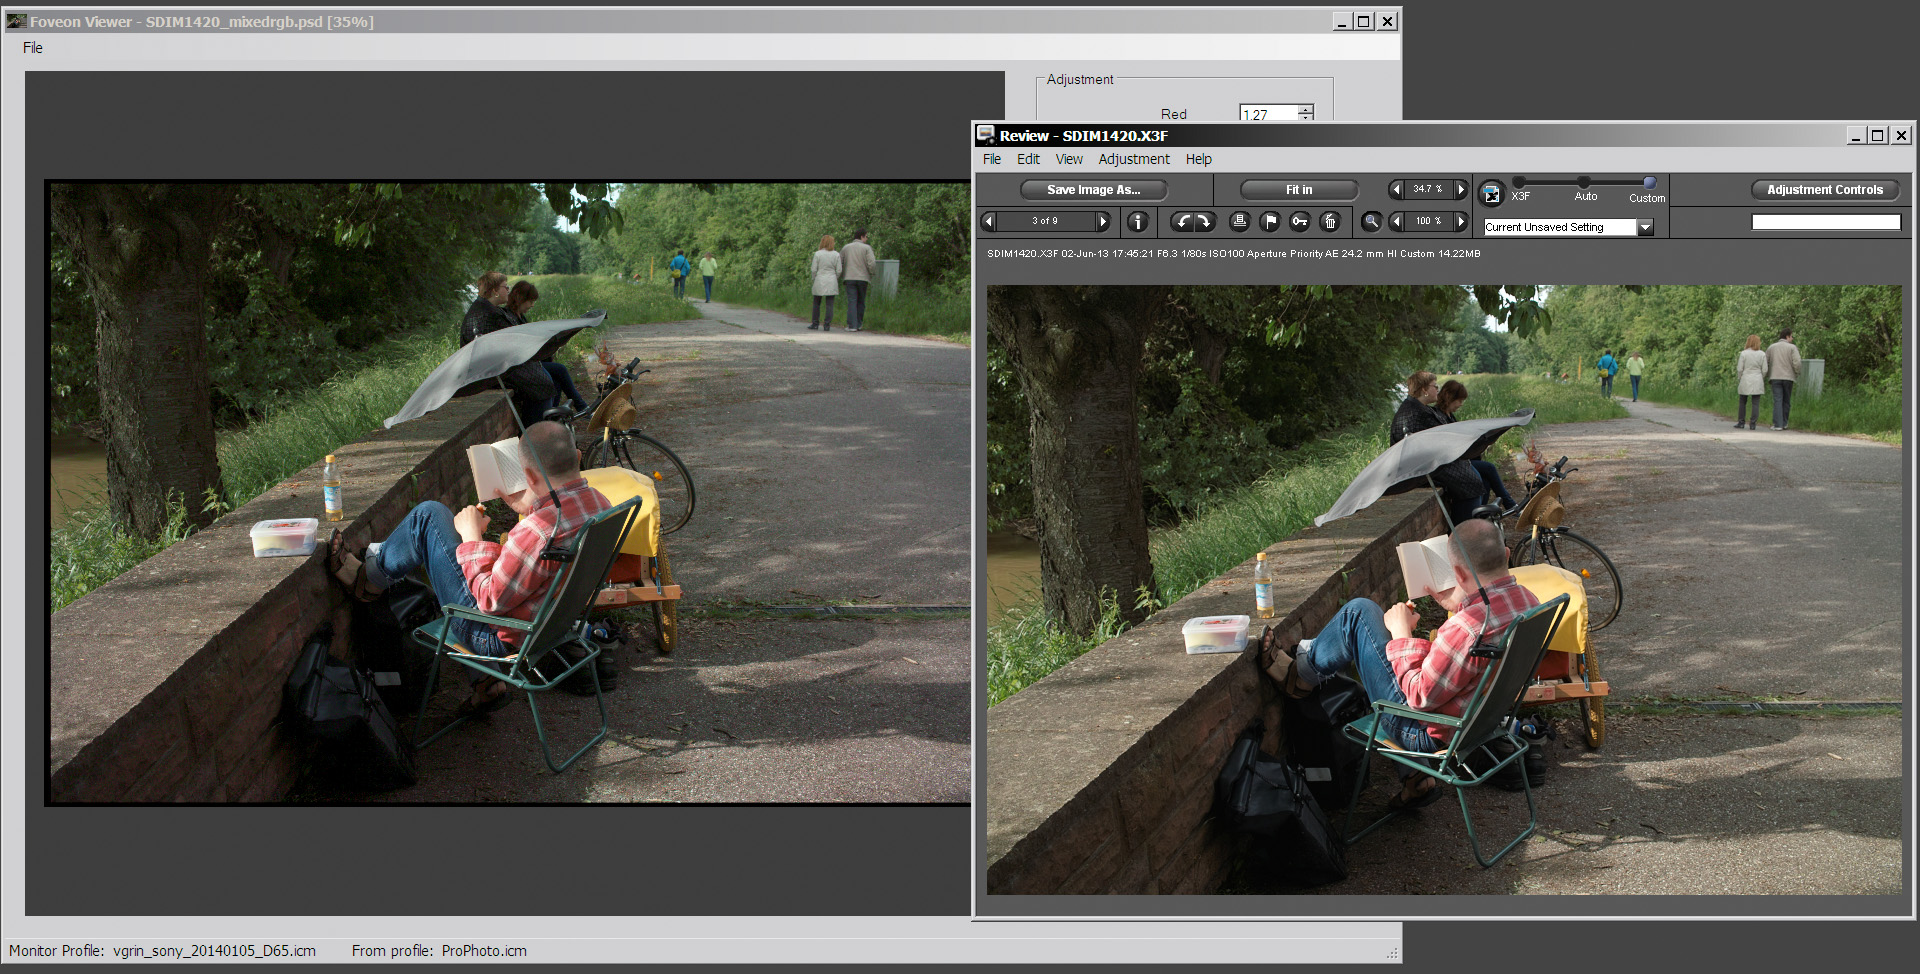 Foveon Viewer - SDIM1420_mixedrgb.psd [35%]
File
Adjustment
Red 1.27
Review - SDIM1420.X3F
File Edit View Adjustment Help
Save Image As... Fit in 34.7 % X3F Auto Custom Adjustment Controls
3 of 9 100 % Current Unsaved Setting
SDIM1420.X3F 02-Jun-13 17:45:21 F6.3 1/80s ISO100 Aperture Priority AE 24.2 mm HI Custom 14.22MB
Monitor Profile: vgrin_sony_20140105_D65.icm From profile: ProPhoto.icm